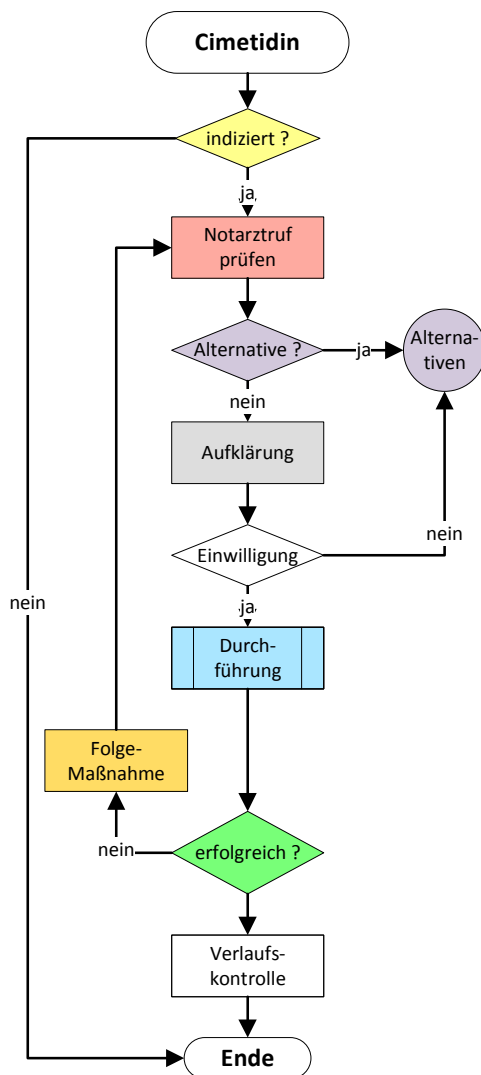 Cimetidin
indiziert ?
ja
Notarztruf
prüfen
Alternative ?
ja
Alterna-
tiven
nein
Aufklärung
nein
Einwilligung
nein
ja
Durch-
führung
Folge-
Maßnahme
nein
erfolgreich ?
Verlaufs-
kontrolle
Ende